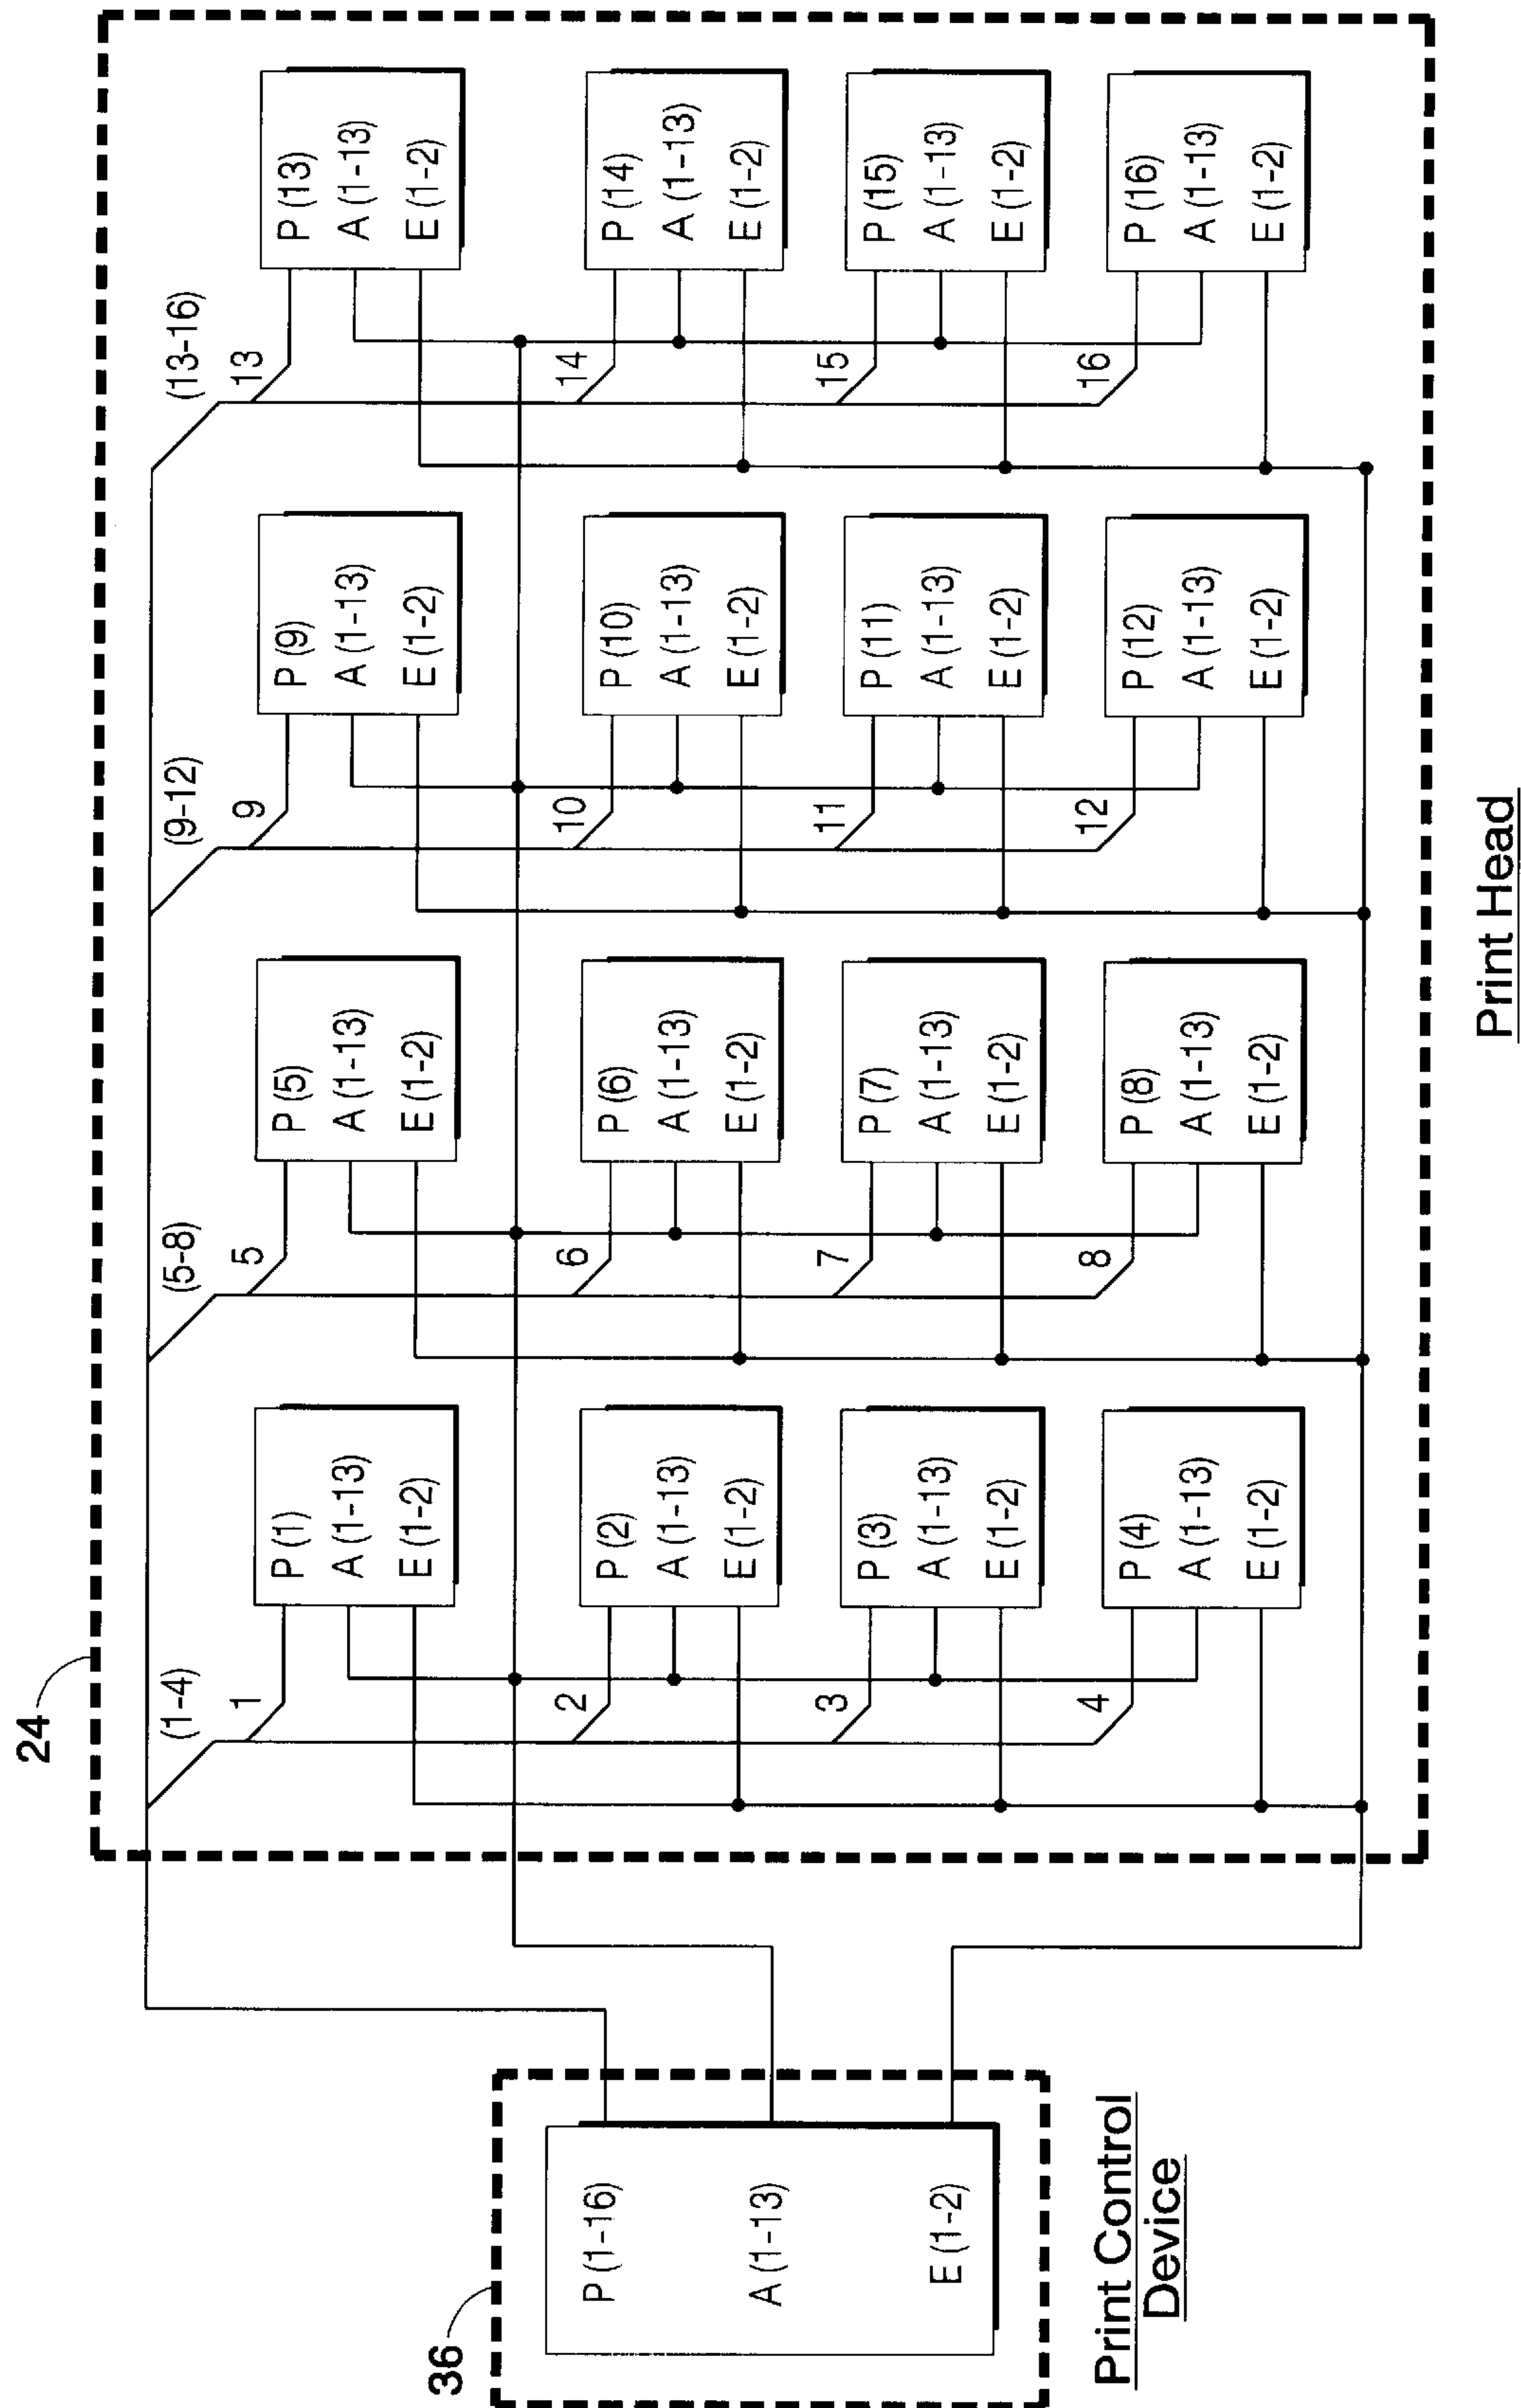 24
(1-4)
(5-8)
(9-12)
(13-16)
1
P (1)
A (1-13)
E (1-2)
5
P (5)
A (1-13)
E (1-2)
9
P (9)
A (1-13)
E (1-2)
13
P (13)
A (1-13)
E (1-2)
2
P (2)
A (1-13)
E (1-2)
6
P (6)
A (1-13)
E (1-2)
10
P (10)
A (1-13)
E (1-2)
14
P (14)
A (1-13)
E (1-2)
3
P (3)
A (1-13)
E (1-2)
7
P (7)
A (1-13)
E (1-2)
11
P (11)
A (1-13)
E (1-2)
15
P (15)
A (1-13)
E (1-2)
4
P (4)
A (1-13)
E (1-2)
8
P (8)
A (1-13)
E (1-2)
12
P (12)
A (1-13)
E (1-2)
16
P (16)
A (1-13)
E (1-2)
36
P (1-16)
A (1-13)
E (1-2)
Print Control
Device
Print Head